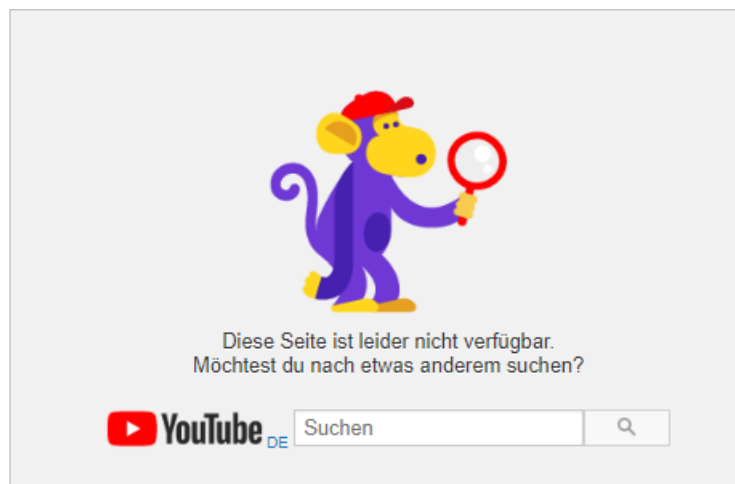 Diese Seite ist leider nicht verfügbar.
Möchtest du nach etwas anderem suchen?
YouTube DE Suchen